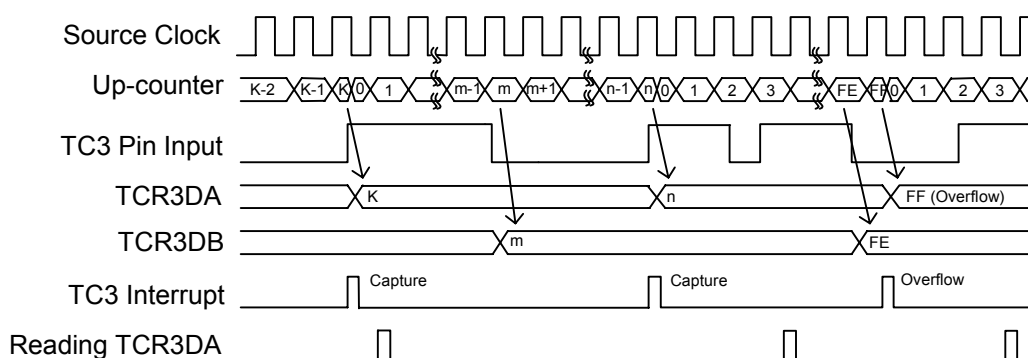 Source Clock
Up-counter K-2 K-1 K 0 1 m-1 m m+1 n-1 n 0 1 2 3 FE FF 0 1 2 3
TC3 Pin Input
TCR3DA K n FF (Overflow)
TCR3DB m FE
TC3 Interrupt Capture Capture Overflow
Reading TCR3DA